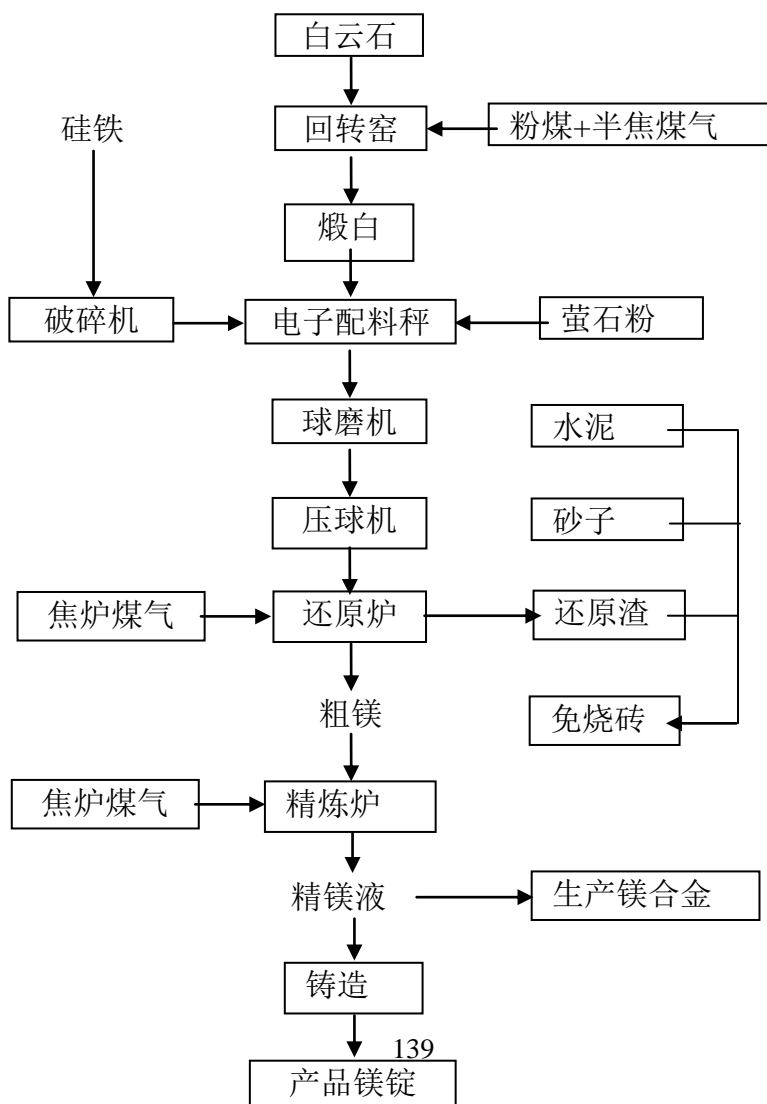 白云石
硅铁
回转窑
粉煤+半焦煤气
煅白
破碎机
电子配料秤
萤石粉
球磨机
水泥
压球机
砂子
焦炉煤气
还原炉
还原渣
粗镁
免烧砖
焦炉煤气
精炼炉
精镁液
生产镁合金
铸造
139
产品镁锭